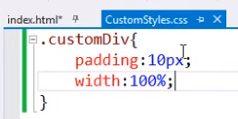 index.html* CustomStyles.css
.customDiv{
padding:10px;
width:100%;
}